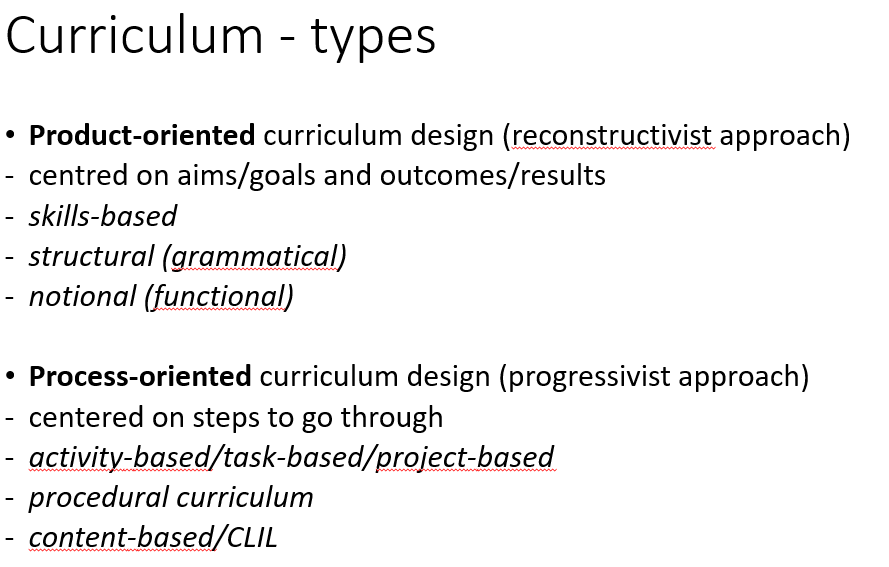 Curriculum - types
• Product-oriented curriculum design (reconstructivist approach)
- centred on aims/goals and outcomes/results
- skills-based
- structural (grammatical)
- notional (functional)
• Process-oriented curriculum design (progressivist approach)
- centered on steps to go through
- activity-based/task-based/project-based
- procedural curriculum
- content-based/CLIL